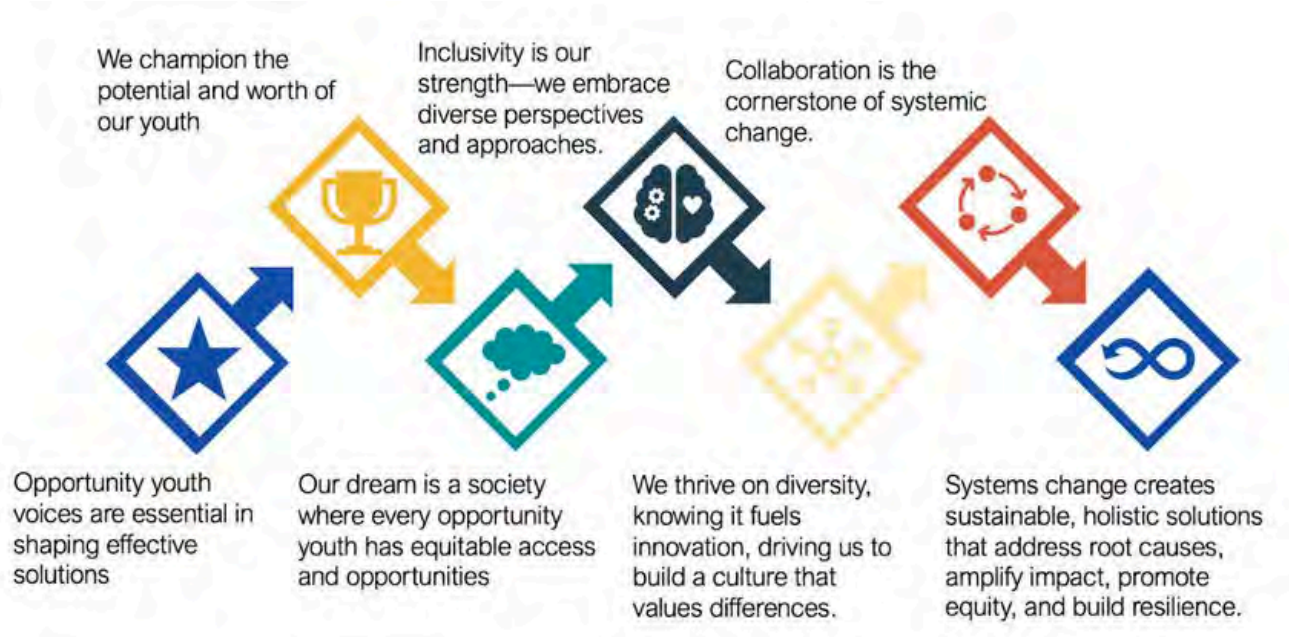 We champion the
potential and worth of
our youth
Inclusivity is our
strength—we embrace
diverse perspectives
and approaches.
Collaboration is the
cornerstone of systemic
change.
Opportunity youth
voices are essential in
shaping effective
solutions
Our dream is a society
where every opportunity
youth has equitable access
and opportunities
We thrive on diversity,
knowing it fuels
innovation, driving us to
build a culture that
values differences.
Systems change creates
sustainable, holistic solutions
that address root causes,
amplify impact, promote
equity, and build resilience.